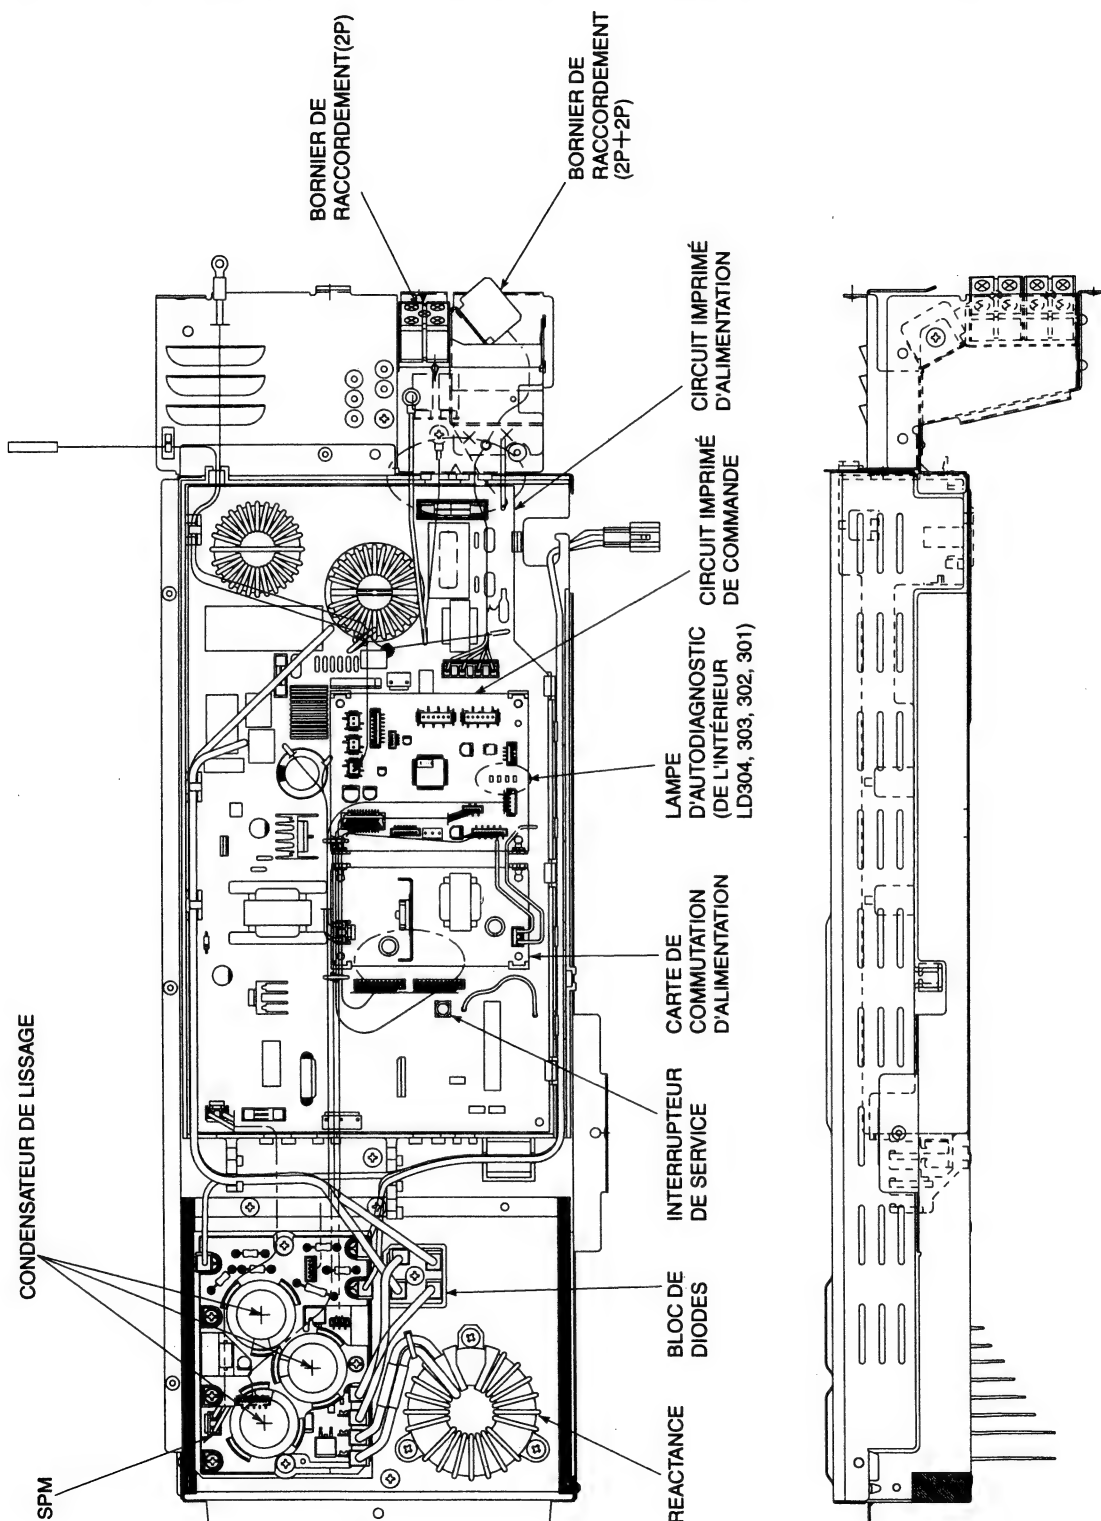 SPM
CONDENSATEUR DE LISSAGE
BORNIER DE
RACCORDEMENT(2P)
BORNIER DE
RACCORDEMENT
(2P+2P)
REACTANCE
BLOC DE
DIODES
INTERRUPTEUR
DE SERVICE
CARTE DE
COMMUTATION
D'ALIMENTATION
LAMPE
D'AUTODIAGNOSTIC
(DE L'INTÉRIEUR
LD304, 303, 302, 301)
CIRCUIT IMPRIMÉ
DE COMMANDE
CIRCUIT IMPRIMÉ
D'ALIMENTATION